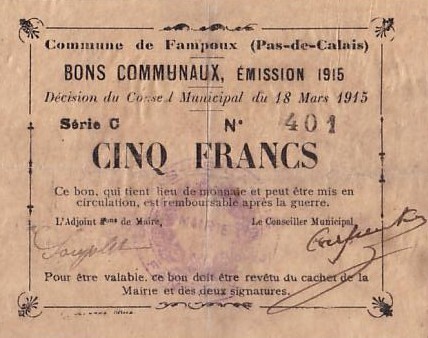 Commune de Fampoux (Pas-de-Calais)
BONS COMMUNAUX, ÉMISSION 1915
Décision du Conseil Municipal du 18 Mars 1915
Série C N° 401
CINQ FRANCS
Ce bon, qui tient lieu de monnaie et peut être mis en
circulation, est remboursable après la guerre.
L'Adjoint Fons de Maire, Le Conseiller Municipal
Pour être valable, ce bon doit être revêtu du cachet de la
Mairie et des deux signatures.